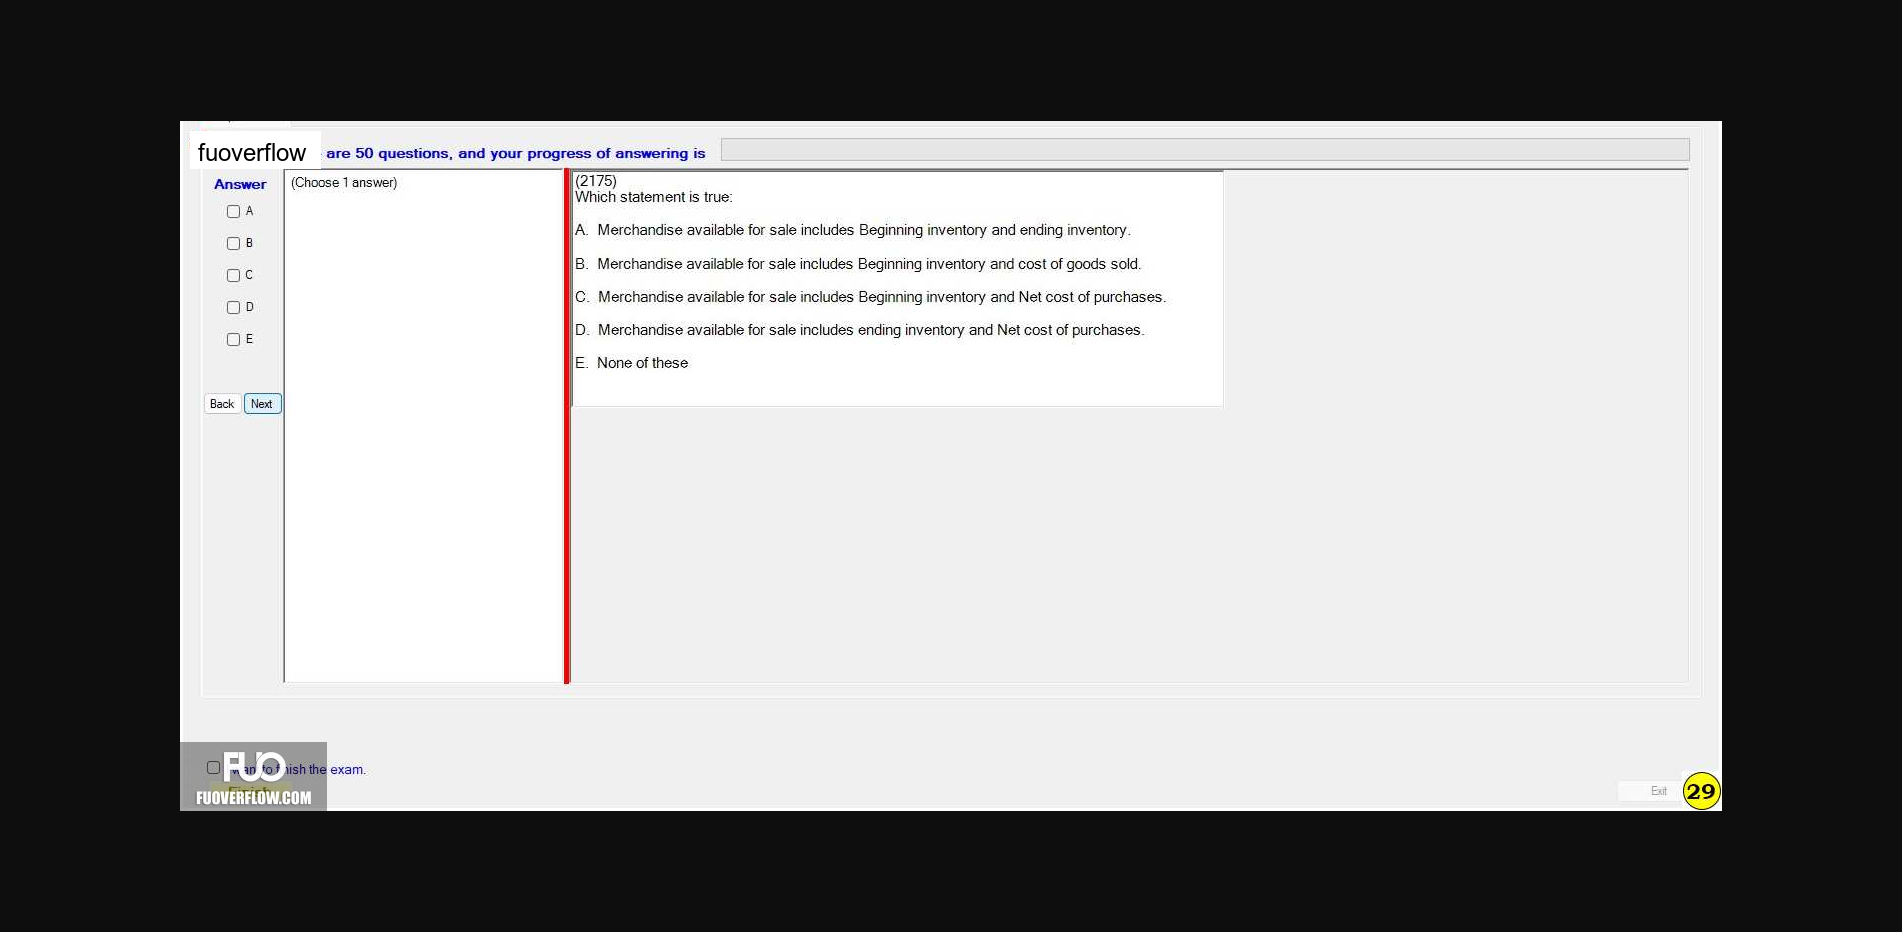 fuoverflow are 50 questions, and your progress of answering is
Answer
A
B
C
D
E
Back Next
(Choose 1 answer)
(2175)
Which statement is true:
A. Merchandise available for sale includes Beginning inventory and ending inventory.
B. Merchandise available for sale includes Beginning inventory and cost of goods sold.
C. Merchandise available for sale includes Beginning inventory and Net cost of purchases.
D. Merchandise available for sale includes ending inventory and Net cost of purchases.
E. None of these
FUO
to the exam.
FUOVERFLOW.COM
Exit
29